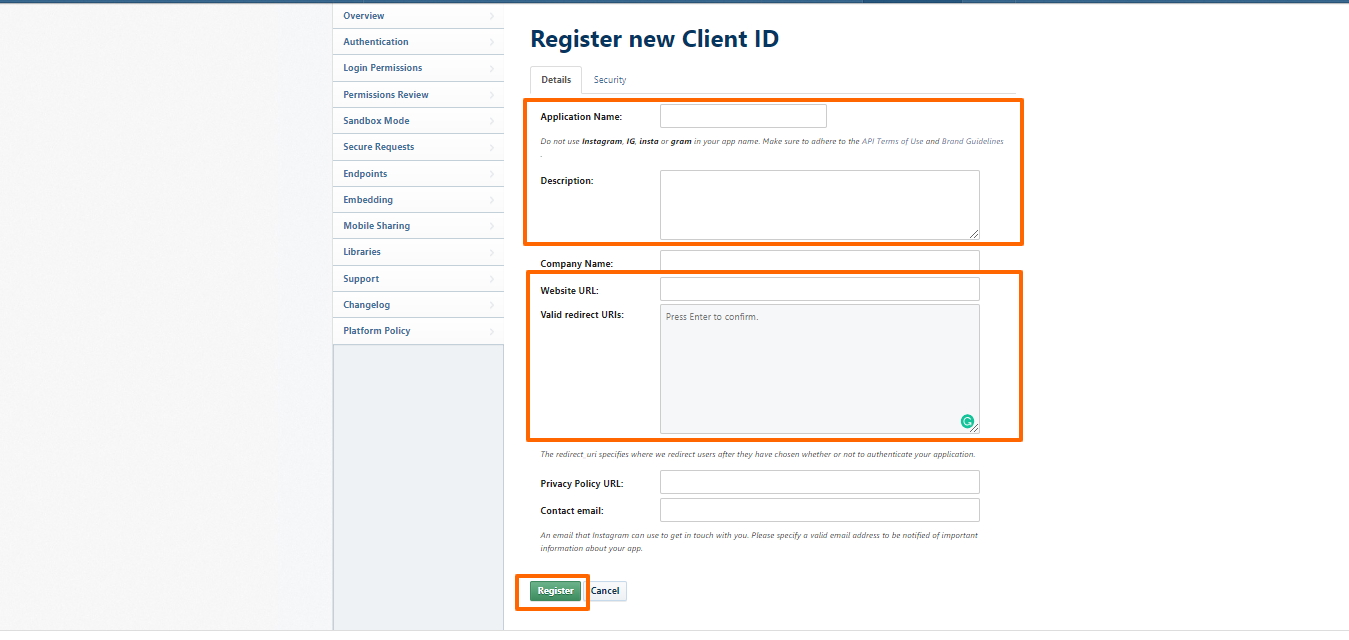 Overview
Authentication
Login Permissions
Permissions Review
Sandbox Mode
Secure Requests
Endpoints
Embedding
Mobile Sharing
Libraries
Support
Changelog
Platform Policy
Register new Client ID
Details Security
Application Name:
Do not use Instagram, IG, insta or gram in your app name. Make sure to adhere to the API Terms of Use and Brand Guidelines
.
Description:
Company Name:
Website URL:
Valid redirect URIs: Press Enter to confirm.
The redirect_uri specifies where we redirect users after they have chosen whether or not to authenticate your application.
Privacy Policy URL:
Contact email:
An email that Instagram can use to get in touch with you. Please specify a valid email address to be notified of important
information about your app.
Register Cancel